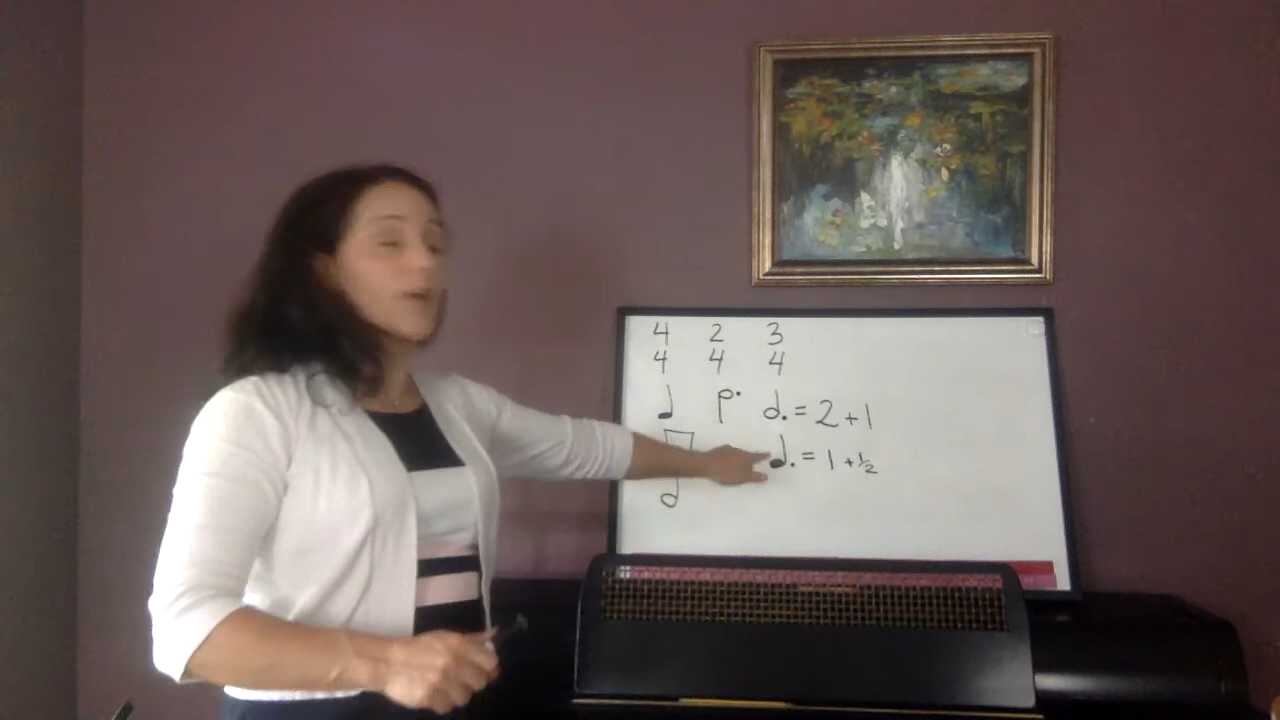 4 2 3
4 4 4
♩ 𝅗𝅥. 𝅗𝅥. = 2 + 1
♩. = 1 + ½
𝅗𝅥